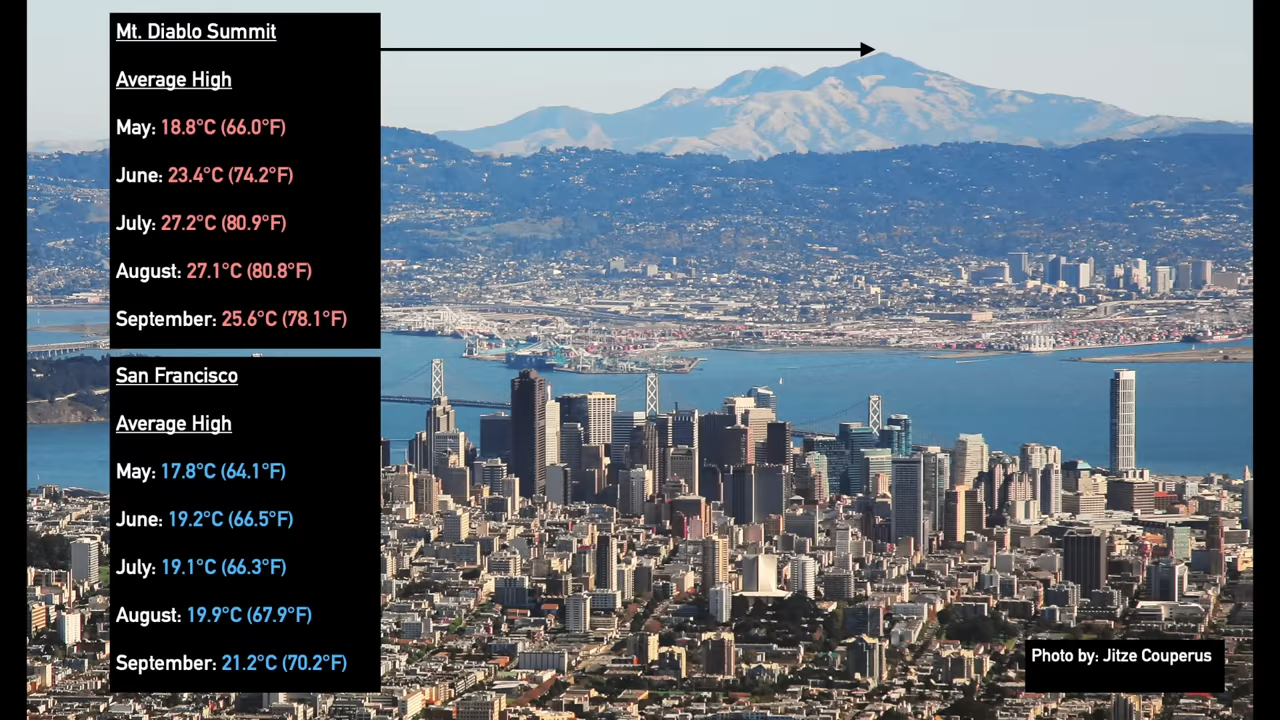 Mt. Diablo Summit
Average High
May: 18.8°C (66.0°F)
June: 23.4°C (74.2°F)
July: 27.2°C (80.9°F)
August: 27.1°C (80.8°F)
September: 25.6°C (78.1°F)
San Francisco
Average High
May: 17.8°C (64.1°F)
June: 19.2°C (66.5°F)
July: 19.1°C (66.3°F)
August: 19.9°C (67.9°F)
September: 21.2°C (70.2°F)
Photo by: Jitze Couperus